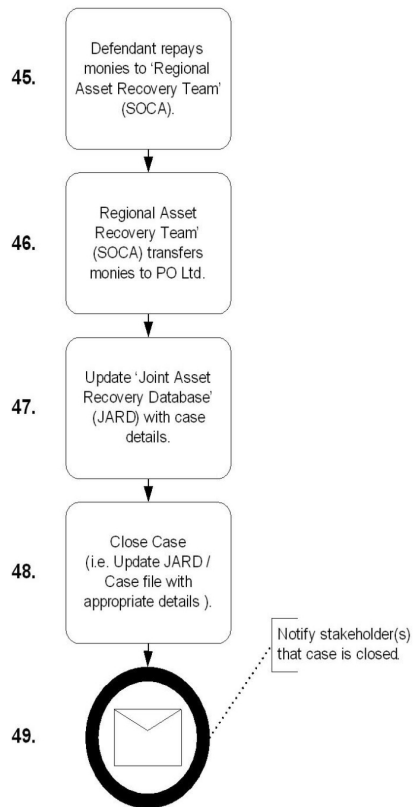 45.
Defendant repays
monies to ‘Regional
Asset Recovery Team’
(SOCA).
46.
Regional Asset
Recovery Team’
(SOCA) transfers
monies to PO Ltd.
47.
Update ‘Joint Asset
Recovery Database’
(JARD) with case
details.
48.
Close Case
(i.e. Update JARD /
Case file with
appropriate details ).
Notify stakeholder(s)
that case is closed.
49.